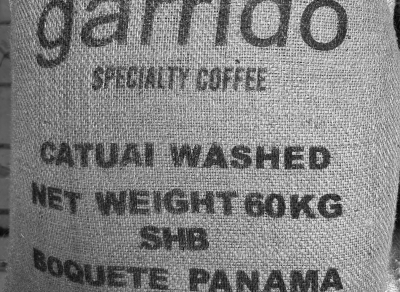 garrido
SPECIALTY COFFEE
CATUAI WASHED
NET WEIGHT 60KG
SHB
BOQUETE PANAMA